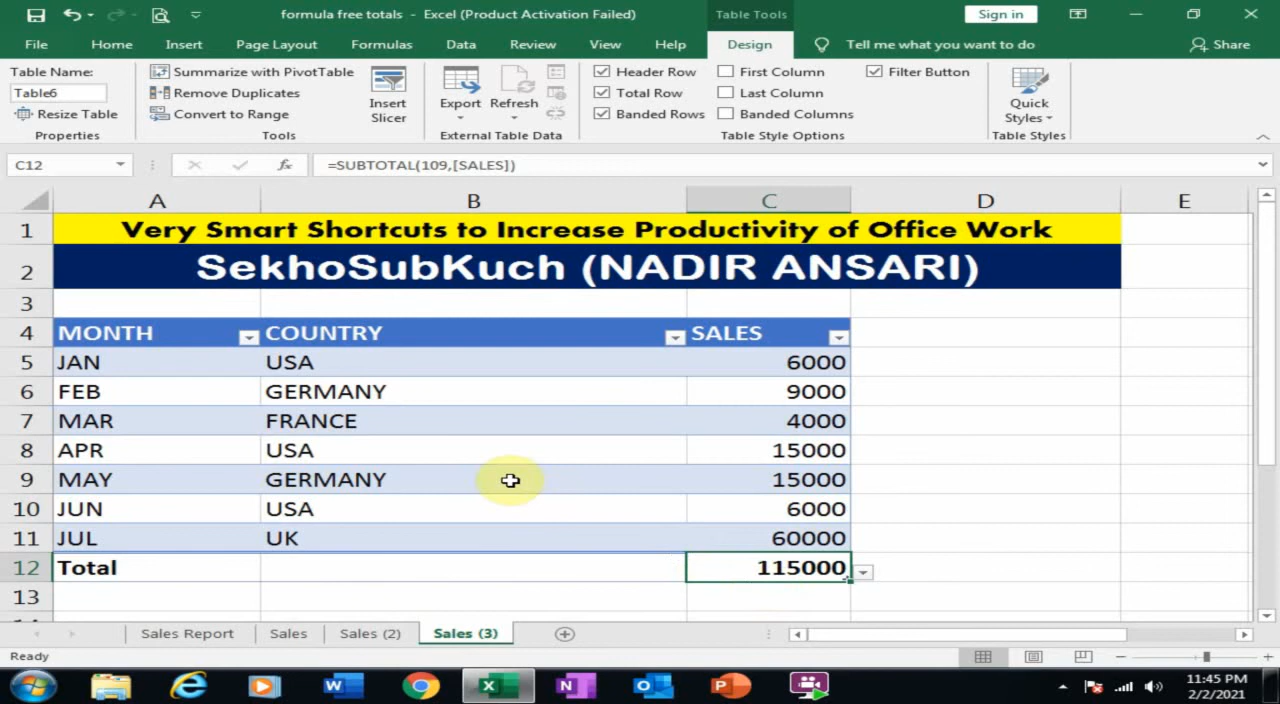 formula free totals - Excel (Product Activation Failed)
Table Tools
Sign in
File Home Insert Page Layout Formulas Data Review View Help Design Tell me what you want to do Share
Table Name:
Table6
Resize Table
Properties
Summarize with PivotTable
Remove Duplicates
Convert to Range
Tools
Insert Slicer
Export Refresh
External Table Data
Header Row First Column Filter Button
Total Row Last Column
Banded Rows Banded Columns
Table Style Options
Quick Styles
Table Styles
C12 fx =SUBTOTAL(109,[SALES])
A B C D E
1 Very Smart Shortcuts to Increase Productivity of Office Work
2 SekhoSubKuch (NADIR ANSARI)
3
4 MONTH COUNTRY SALES
5 JAN USA 6000
6 FEB GERMANY 9000
7 MAR FRANCE 4000
8 APR USA 15000
9 MAY GERMANY 15000
10 JUN USA 6000
11 JUL UK 60000
12 Total 115000
13
Sales Report Sales Sales (2) Sales (3)
Ready
11:45 PM
2/2/2021